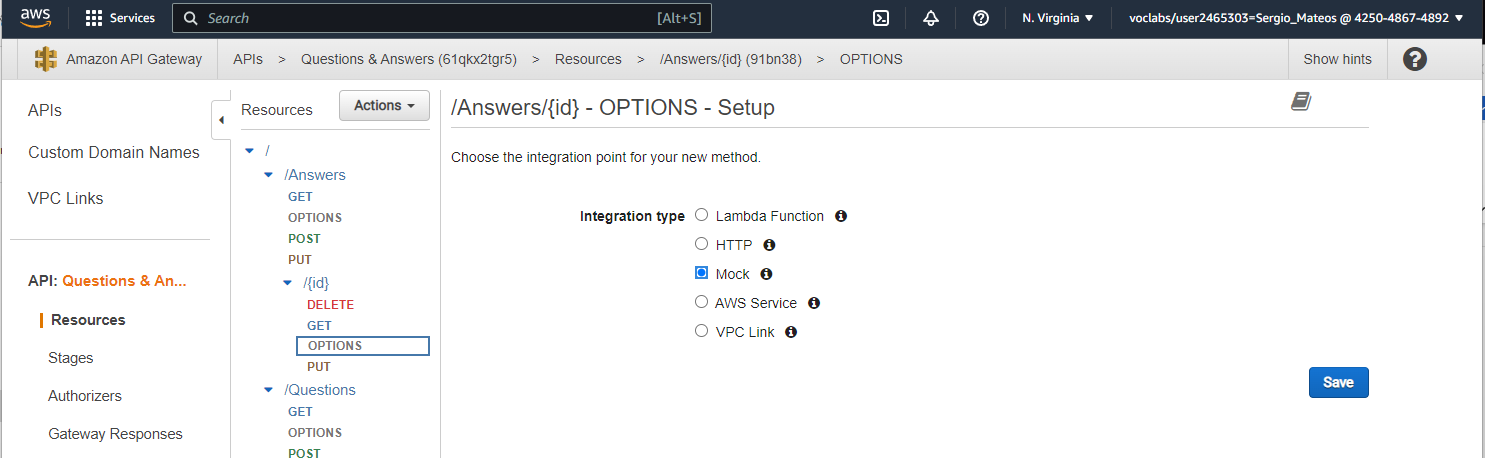 aws Services Search [Alt+S] N. Virginia voclabs/user2465303=Sergio_Mateos @ 4250-4867-4892
Amazon API Gateway APIs > Questions & Answers (61qkx2tgr5) > Resources > /Answers/{id} (91bn38) > OPTIONS Show hints ?
APIs
Custom Domain Names
VPC Links
API: Questions & An...
Resources
Stages
Authorizers
Gateway Responses
Resources Actions
/
/Answers
GET
OPTIONS
POST
PUT
/{id}
DELETE
GET
OPTIONS
PUT
/Questions
GET
OPTIONS
POST
/Answers/{id} - OPTIONS - Setup
Choose the integration point for your new method.
Integration type Lambda Function
HTTP
Mock
AWS Service
VPC Link
Save